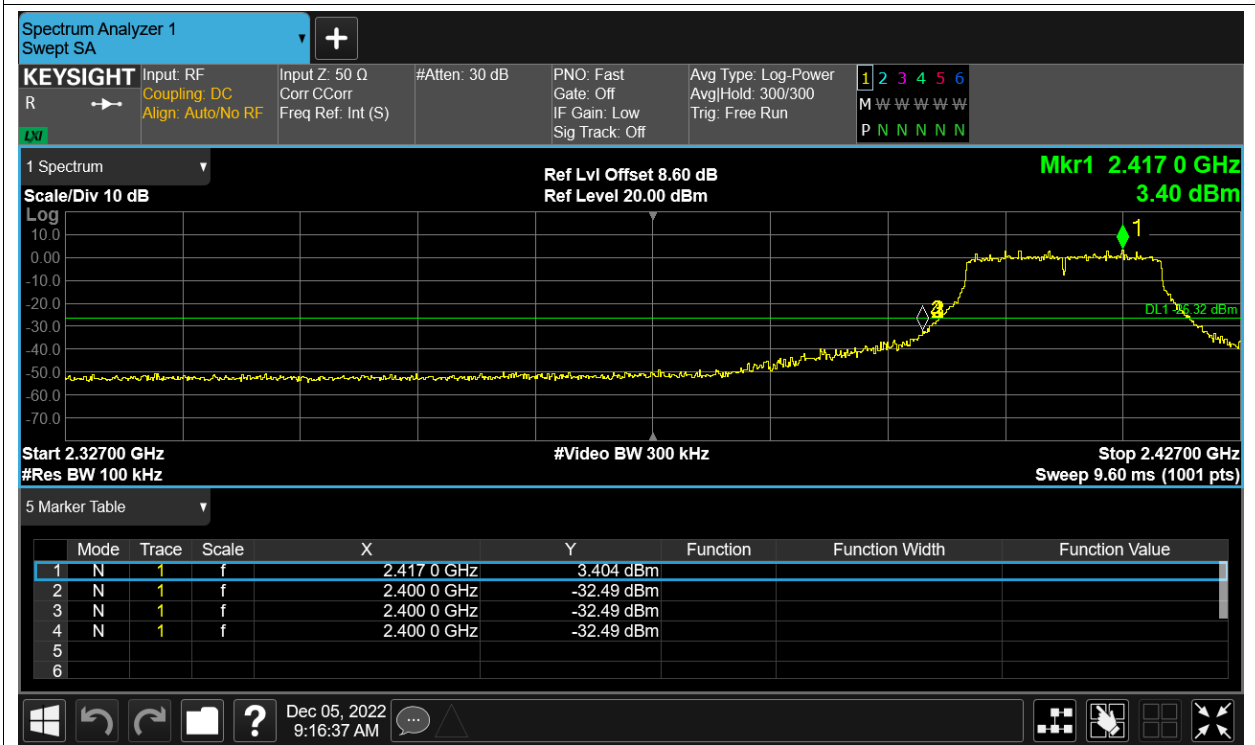 Spectrum Analyzer 1
Swept SA
KEYSIGHT
R
LXI
Input: RF
Coupling: DC
Align: Auto/No RF
Input Z: 50 Ω
Corr CCorr
Freq Ref: Int (S)
#Atten: 30 dB
PNO: Fast
Gate: Off
IF Gain: Low
Sig Track: Off
Avg Type: Log-Power
Avg|Hold: 300/300
Trig: Free Run
1 2 3 4 5 6
M W W W W W
P N N N N N
1 Spectrum
Scale/Div 10 dB
Ref Lvl Offset 8.60 dB
Ref Level 20.00 dBm
Mkr1 2.417 0 GHz
3.40 dBm
Log
10.0
0.00
-10.0
-20.0
-30.0
-40.0
-50.0
-60.0
-70.0
1
DL1 -26.32 dBm
Start 2.32700 GHz
#Res BW 100 kHz
#Video BW 300 kHz
Stop 2.42700 GHz
Sweep 9.60 ms (1001 pts)
5 Marker Table
Mode Trace Scale X Y Function Function Width Function Value
1 N 1 f 2.417 0 GHz 3.404 dBm
2 N 1 f 2.400 0 GHz -32.49 dBm
3 N 1 f 2.400 0 GHz -32.49 dBm
4 N 1 f 2.400 0 GHz -32.49 dBm
5
6
?
Dec 05, 2022
9:16:37 AM